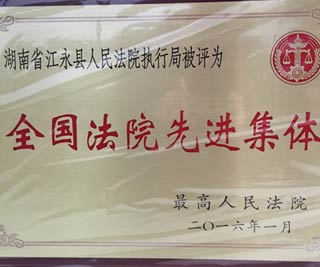 湖南省江永县人民法院执行局被评为
全国法院先进集体
最高人民法院
二〇一六年一月